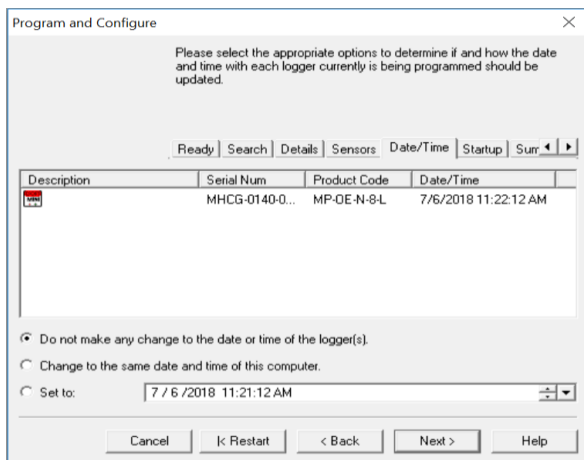 Program and Configure
Please select the appropriate options to determine if and how the date
and time with each logger currently is being programmed should be
updated.
Ready Search Details Sensors Date/Time Startup Sum
Description Serial Num Product Code Date/Time
MHCG-0140-0... MP-OE-N-8-L 7/6/2018 11:22:12 AM
Do not make any change to the date or time of the logger(s).
Change to the same date and time of this computer.
Set to: 7 / 6 /2018 11:21:12 AM
Cancel |< Restart < Back Next > Help